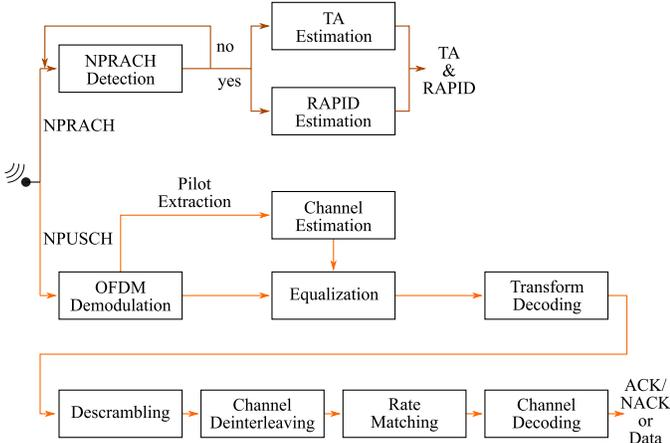 NPRACH
Detection
no
yes
TA
Estimation
RAPID
Estimation
TA
&
RAPID
NPRACH
NPUSCH
Pilot
Extraction
Channel
Estimation
OFDM
Demodulation
Equalization
Transform
Decoding
Descrambling
Channel
Deinterleaving
Rate
Matching
Channel
Decoding
ACK/
NACK
or
Data